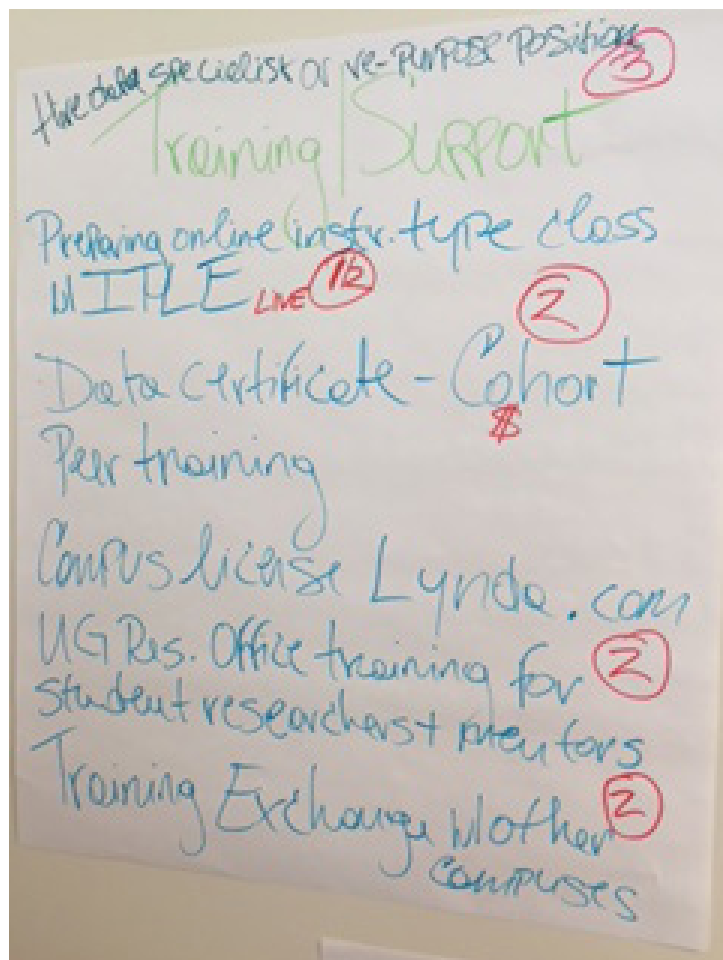 Hire data specialist or re-purpose position 3
Training/Support
Preparing online instr. type class
NITLE LIVE
2
Data Certificate - Cohort
$
Peer training
Campus license Lynda.com
UG Res. Office training for 2
student researchers + mentors
Training Exchange w/other 2
campuses